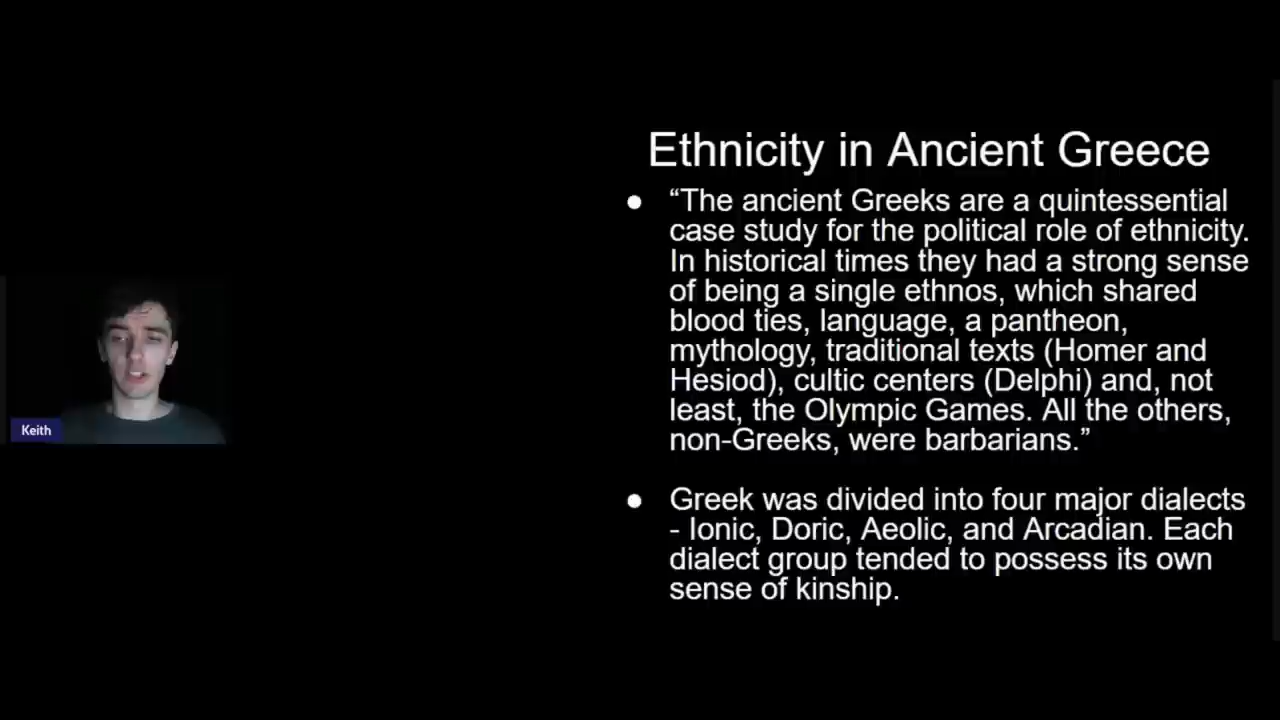 Ethnicity in Ancient Greece
● “The ancient Greeks are a quintessential
case study for the political role of ethnicity.
In historical times they had a strong sense
of being a single ethnos, which shared
blood ties, language, a pantheon,
mythology, traditional texts (Homer and
Hesiod), cultic centers (Delphi) and, not
least, the Olympic Games. All the others,
non-Greeks, were barbarians.”
● Greek was divided into four major dialects
- Ionic, Doric, Aeolic, and Arcadian. Each
dialect group tended to possess its own
sense of kinship.
Keith